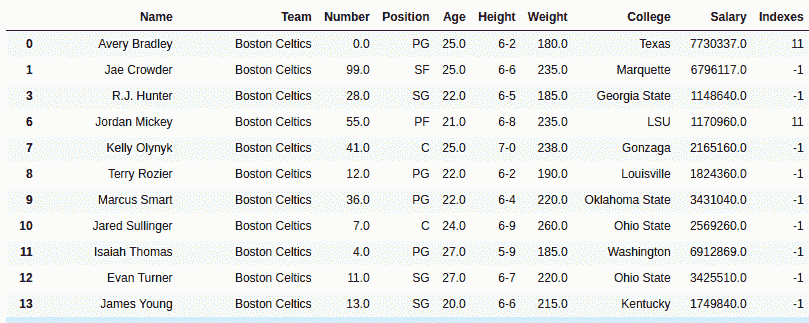 Name Team Number Position Age Height Weight College Salary Indexes
0 Avery Bradley Boston Celtics 0.0 PG 25.0 6-2 180.0 Texas 7730337.0 11
1 Jae Crowder Boston Celtics 99.0 SF 25.0 6-6 235.0 Marquette 6796117.0 -1
3 R.J. Hunter Boston Celtics 28.0 SG 22.0 6-5 185.0 Georgia State 1148640.0 -1
6 Jordan Mickey Boston Celtics 55.0 PF 21.0 6-8 235.0 LSU 1170960.0 11
7 Kelly Olynyk Boston Celtics 41.0 C 25.0 7-0 238.0 Gonzaga 2165160.0 -1
8 Terry Rozier Boston Celtics 12.0 PG 22.0 6-2 190.0 Louisville 1824360.0 -1
9 Marcus Smart Boston Celtics 36.0 PG 22.0 6-4 220.0 Oklahoma State 3431040.0 -1
10 Jared Sullinger Boston Celtics 7.0 C 24.0 6-9 260.0 Ohio State 2569260.0 -1
11 Isaiah Thomas Boston Celtics 4.0 PG 27.0 5-9 185.0 Washington 6912869.0 -1
12 Evan Turner Boston Celtics 11.0 SG 27.0 6-7 220.0 Ohio State 3425510.0 -1
13 James Young Boston Celtics 13.0 SG 20.0 6-6 215.0 Kentucky 1749840.0 -1